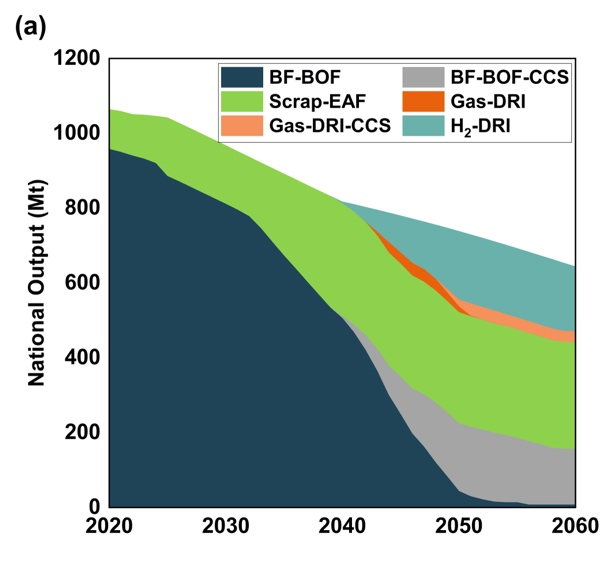 (a)
National Output (Mt)
1200
1000
800
600
400
200
0
BF-BOF
BF-BOF-CCS
Scrap-EAF
Gas-DRI
Gas-DRI-CCS
H₂-DRI
2020
2030
2040
2050
2060